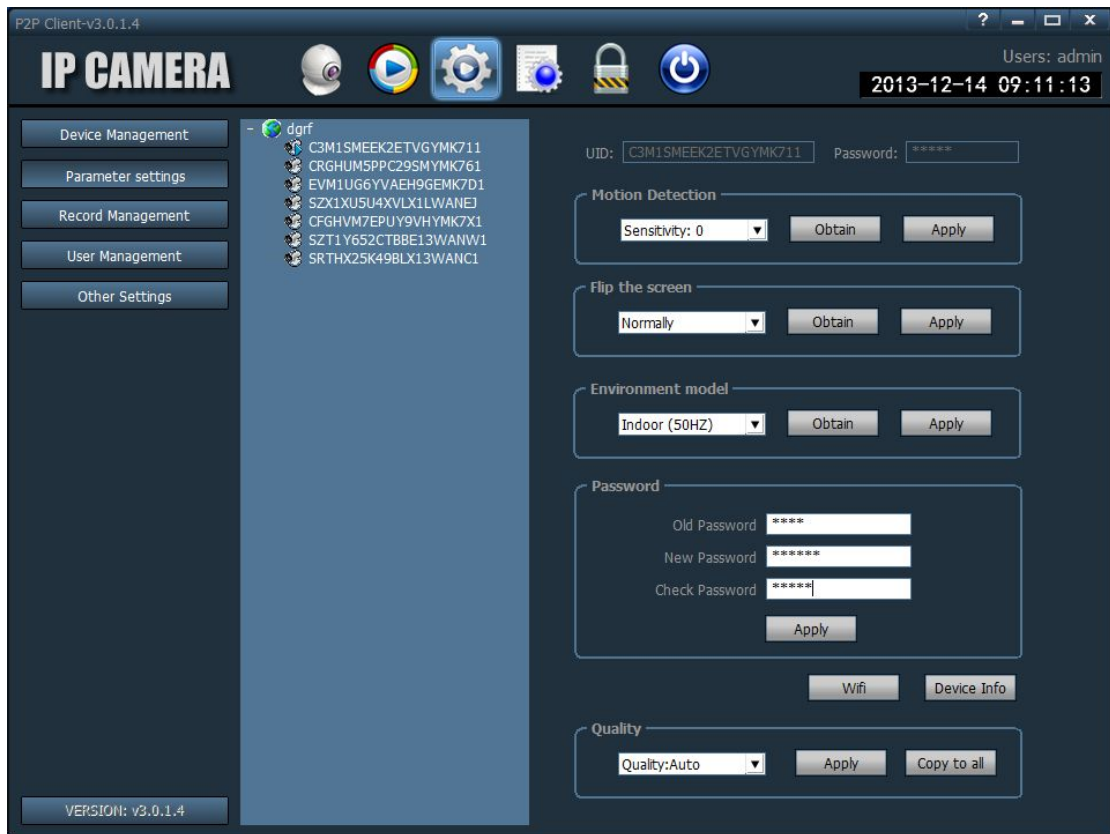 P2P Client-v3.0.1.4
IP CAMERA
Users: admin
2013-12-14 09:11:13
Device Management
Parameter settings
Record Management
User Management
Other Settings
VERSION: v3.0.1.4
- dgrf
C3M1SMEEK2ETVGYMK711
CRGHUM5PPC29SMYMK761
EVM1UG6YVAEH9GEMK7D1
SZX1XU5U4XVLX1LWANEJ
CFGHVM7EPUY9VHYMK7X1
SZT1Y652CTBBE13WANW1
SRTHX25K49BLX13WANC1
UID: C3M1SMEEK2ETVGYMK711 Password: *****
Motion Detection
Sensitivity: 0 Obtain Apply
Flip the screen
Normally Obtain Apply
Environment model
Indoor (50HZ) Obtain Apply
Password
Old Password ****
New Password ******
Check Password *****
Apply
Wifi Device Info
Quality
Quality:Auto Apply Copy to all